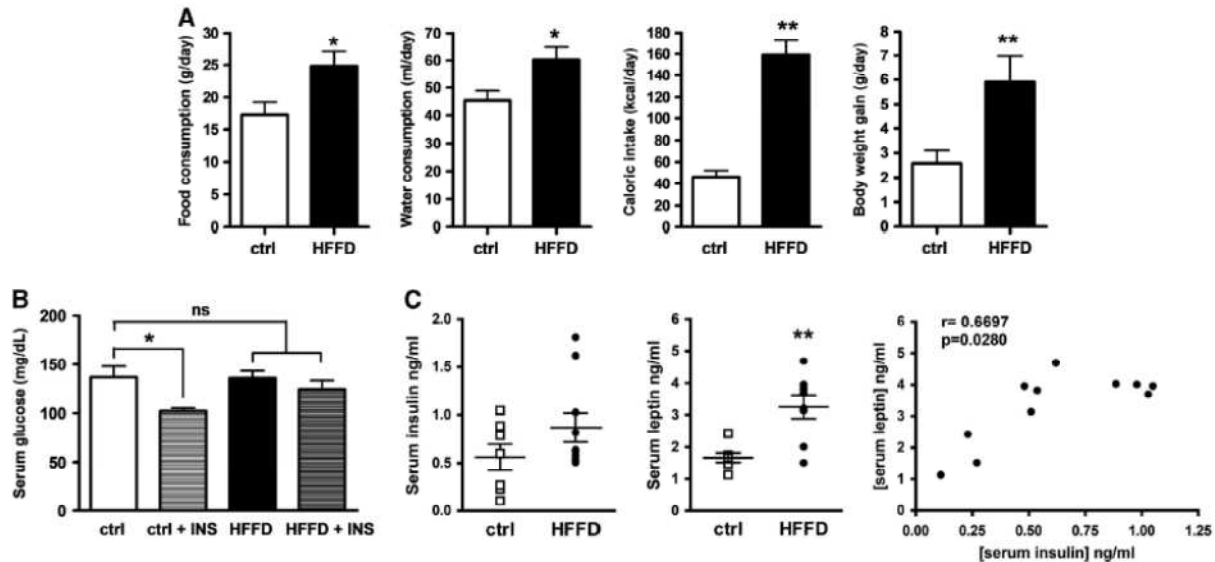 A
Food consumption (g/day)
35
30
25
20
15
10
5
0
*
ctrl
HFFD
Water consumption (ml/day)
70
60
50
40
30
20
10
0
*
ctrl
HFFD
Caloric intake (kcal/day)
180
160
140
120
100
80
60
40
20
0
**
ctrl
HFFD
Body weight gain (g/day)
9
8
7
6
5
4
3
2
1
0
**
ctrl
HFFD
B
Serum glucose (mg/dL)
200
150
100
50
0
ns
*
ctrl
ctrl + INS
HFFD
HFFD + INS
C
Serum insulin ng/ml
2.0
1.5
1.0
0.5
0.0
ctrl
HFFD
Serum leptin ng/ml
6
5
4
3
2
1
0
**
ctrl
HFFD
[serum leptin] ng/ml
6
5
4
3
2
1
0
r= 0.6697
p=0.0280
0.00
0.25
0.50
0.75
1.00
1.25
[serum insulin] ng/ml